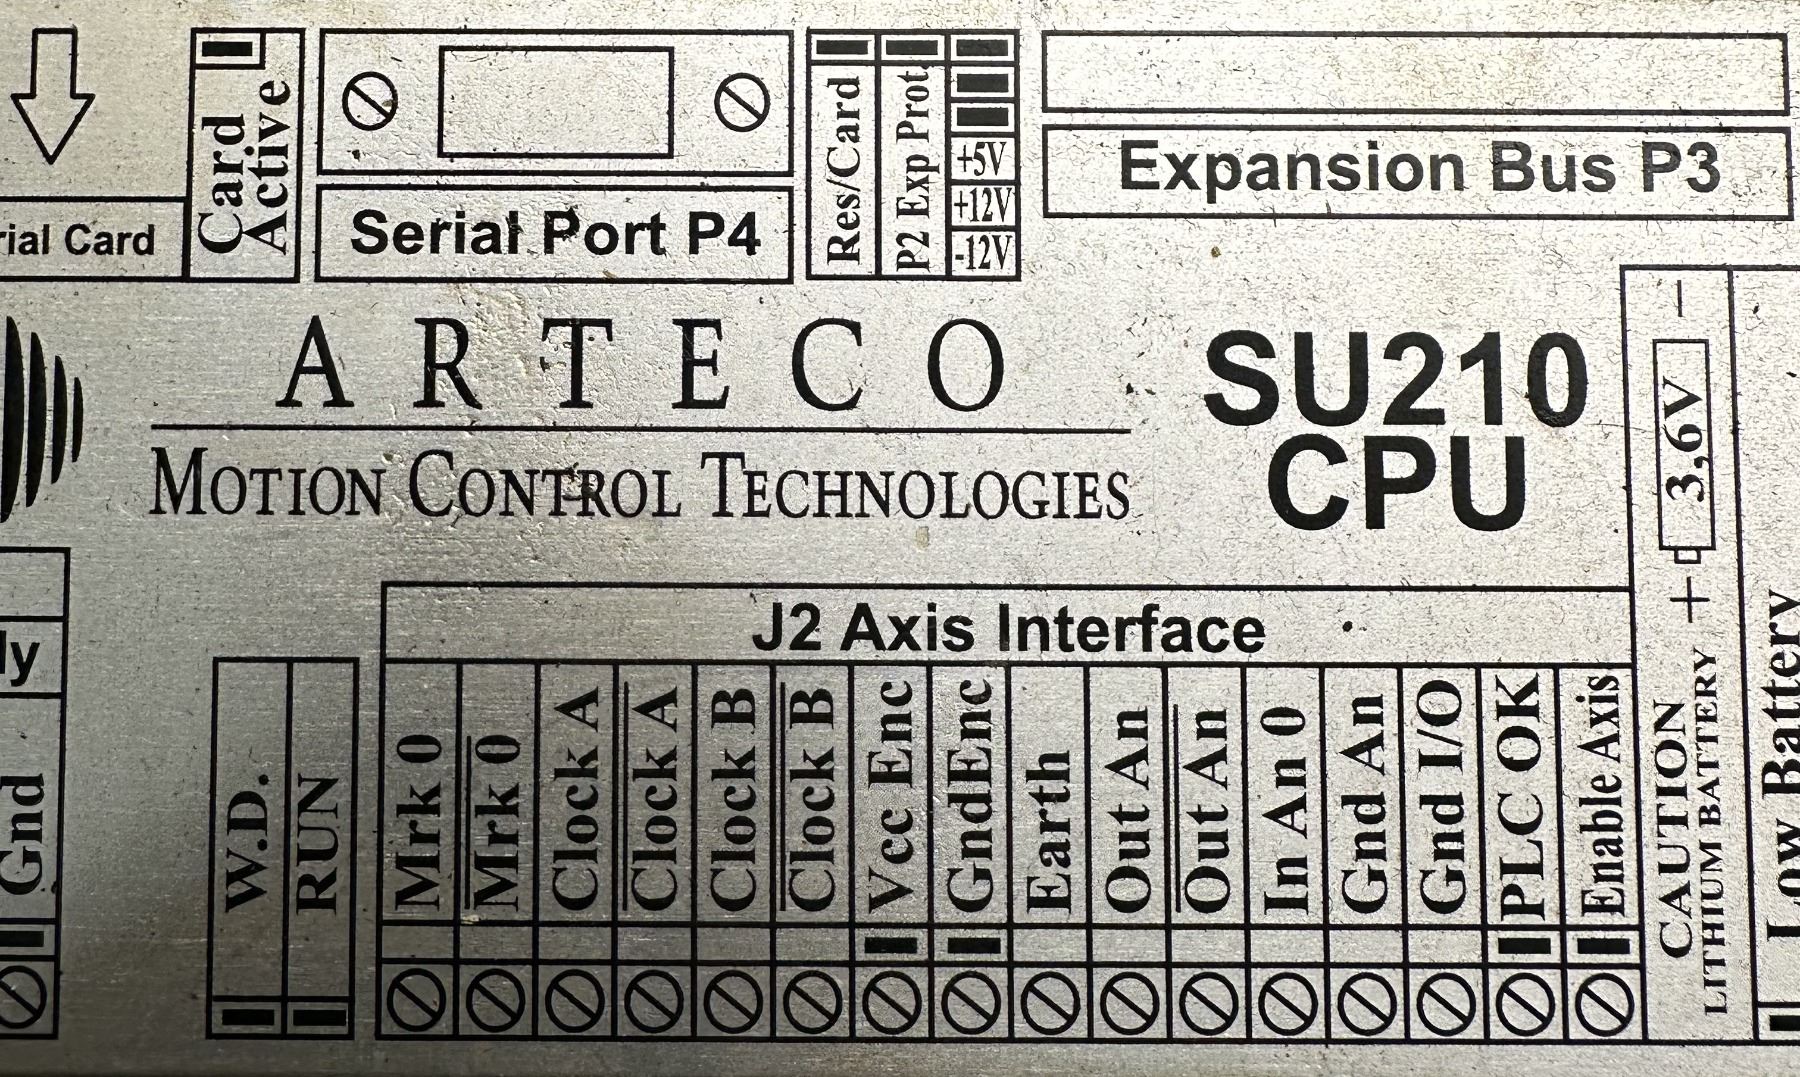 Card
Active
Serial Port P4
Res/Card
P2 Exp Prot.
+5V
+12V
-12V
Expansion Bus P3
Card
ARTECO
MOTION CONTROL TECHNOLOGIES
SU210
CPU
- 3,6V +
CAUTION
LITHIUM BATTERY
Low Battery
Gnd
W.D.
RUN
J2 Axis Interface
Mrk 0
Mrk 0
Clock A
Clock A
Clock B
Clock B
Vcc Enc
GndEnc
Earth
Out An
Out An
In An 0
Gnd An
Gnd I/O
PLC OK
Enable Axis